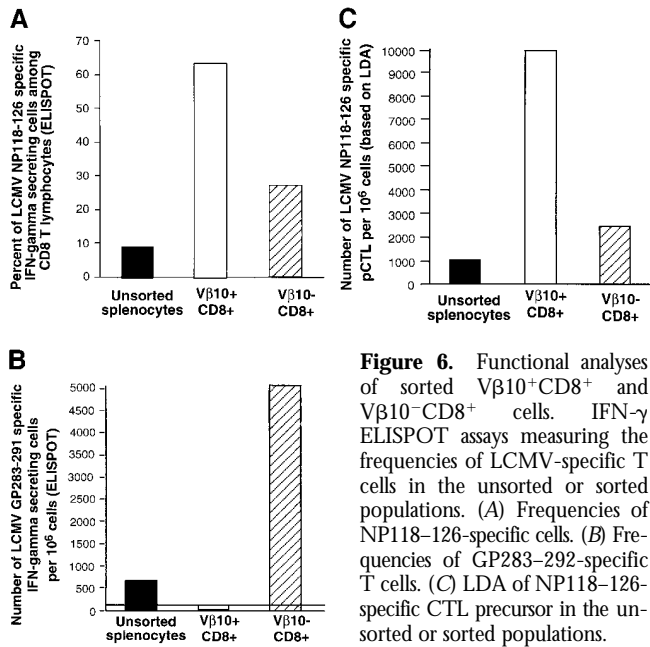 A
Percent of LCMV NP118-126 specific
IFN-gamma secreting cells among
CD8 T lymphocytes (ELISPOT)
70
60
50
40
30
20
10
0
Unsorted
splenocytes
Vβ10+
CD8+
Vβ10-
CD8+
C
Number of LCMV NP118-126 specific
pCTL per 10⁶ cells (based on LDA)
10000
9000
8000
7000
6000
5000
4000
3000
2000
1000
0
Unsorted
splenocytes
Vβ10+
CD8+
Vβ10-
CD8+
B
Number of LCMV GP283-291 specific
IFN-gamma secreting cells
per 10⁶ cells (ELISPOT)
5000
4500
4000
3500
3000
2500
2000
1500
1000
500
0
Unsorted
splenocytes
Vβ10+
CD8+
Vβ10-
CD8+
Figure 6. Functional analyses
of sorted Vβ10⁺CD8⁺ and
Vβ10⁻CD8⁺ cells. IFN-γ
ELISPOT assays measuring the
frequencies of LCMV-specific T
cells in the unsorted or sorted
populations. (A) Frequencies of
NP118–126-specific cells. (B) Fre-
quencies of GP283–292-specific
T cells. (C) LDA of NP118–126-
specific CTL precursor in the un-
sorted or sorted populations.